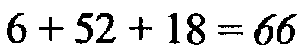 6 + 52 + 18 = 66